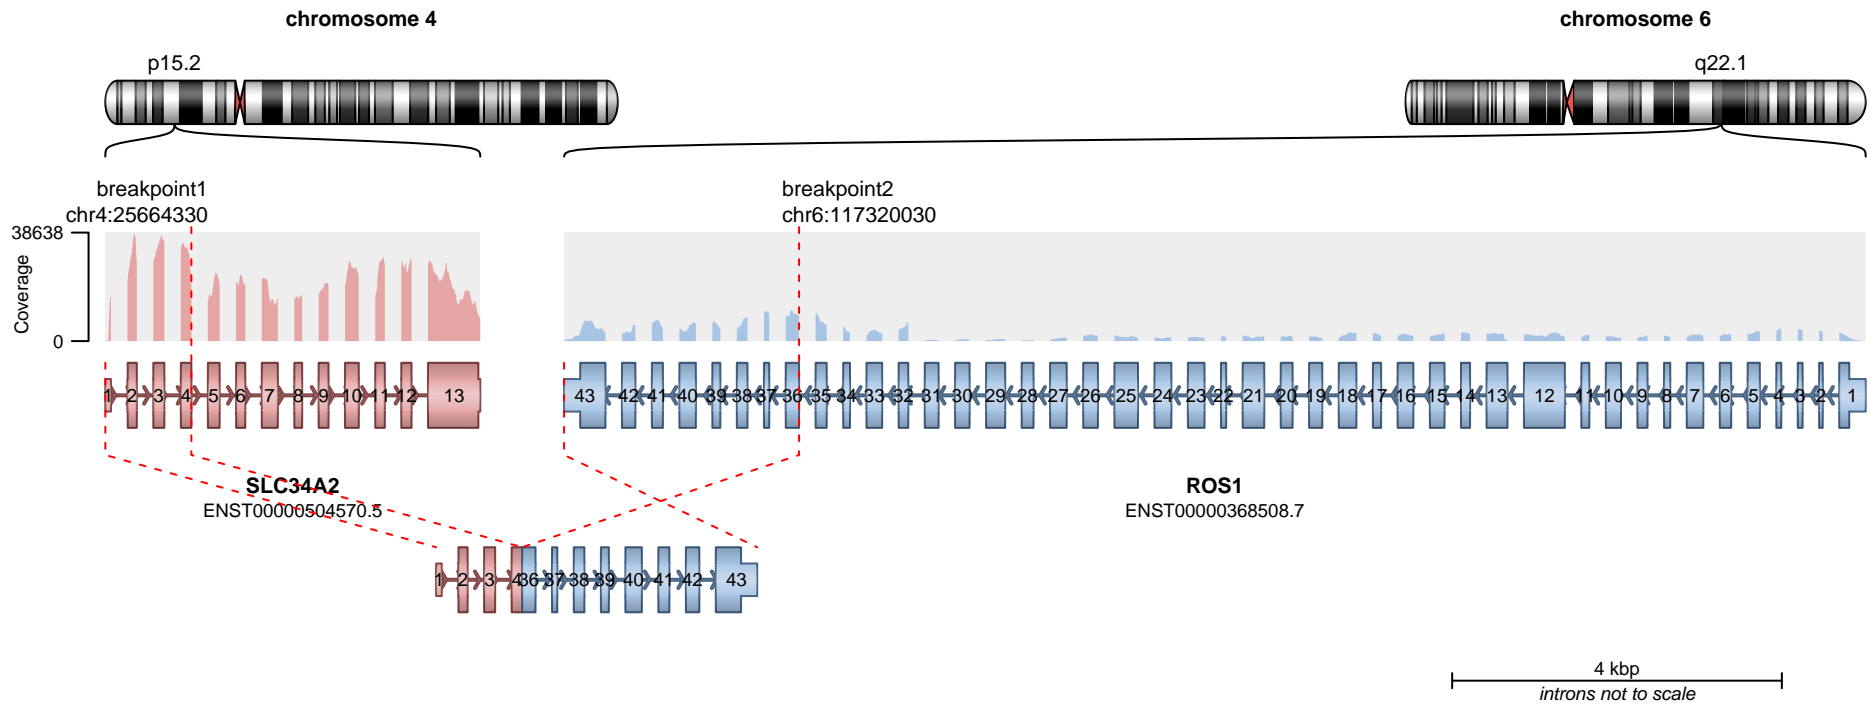 chromosome 4
chromosome 6
p15.2
q22.1
breakpoint1
chr4:25664330
breakpoint2
chr6:117320030
38638
Coverage
0
1 2 3 4 5 6 7 8 9 10 11 12 13
43 42 41 40 39 38 37 36 35 34 33 32 31 30 29 28 27 26 25 24 23 22 21 20 19 18 17 16 15 14 13 12 11 10 9 8 7 6 5 4 3 2 1
SLC34A2
ENST00000504570.5
ROS1
ENST00000368508.7
1 2 3 4 36 37 38 39 40 41 42 43
4 kbp
introns not to scale